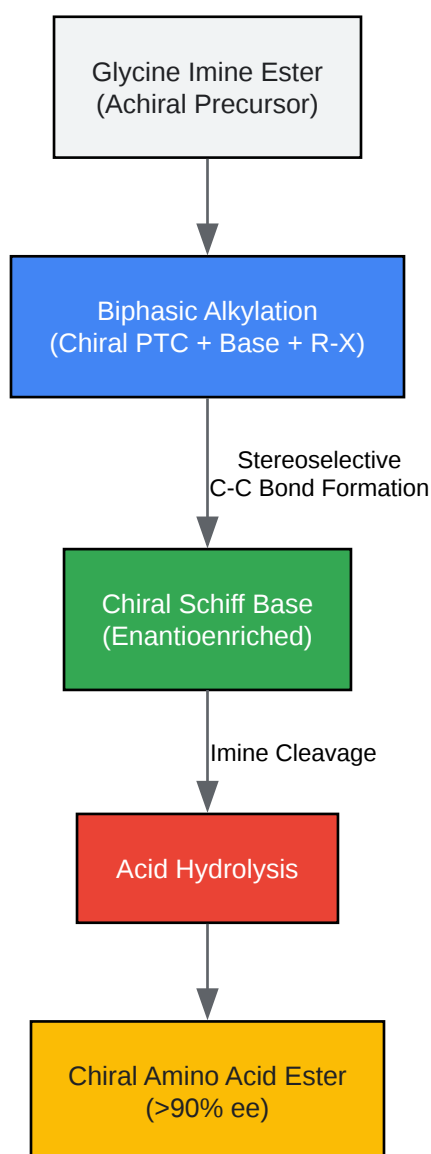 Glycine Imine Ester
(Achiral Precursor)
Biphasic Alkylation
(Chiral PTC + Base + R-X)
Stereoselective
C-C Bond Formation
Chiral Schiff Base
(Enantioenriched)
Imine Cleavage
Acid Hydrolysis
Chiral Amino Acid Ester
(>90% ee)